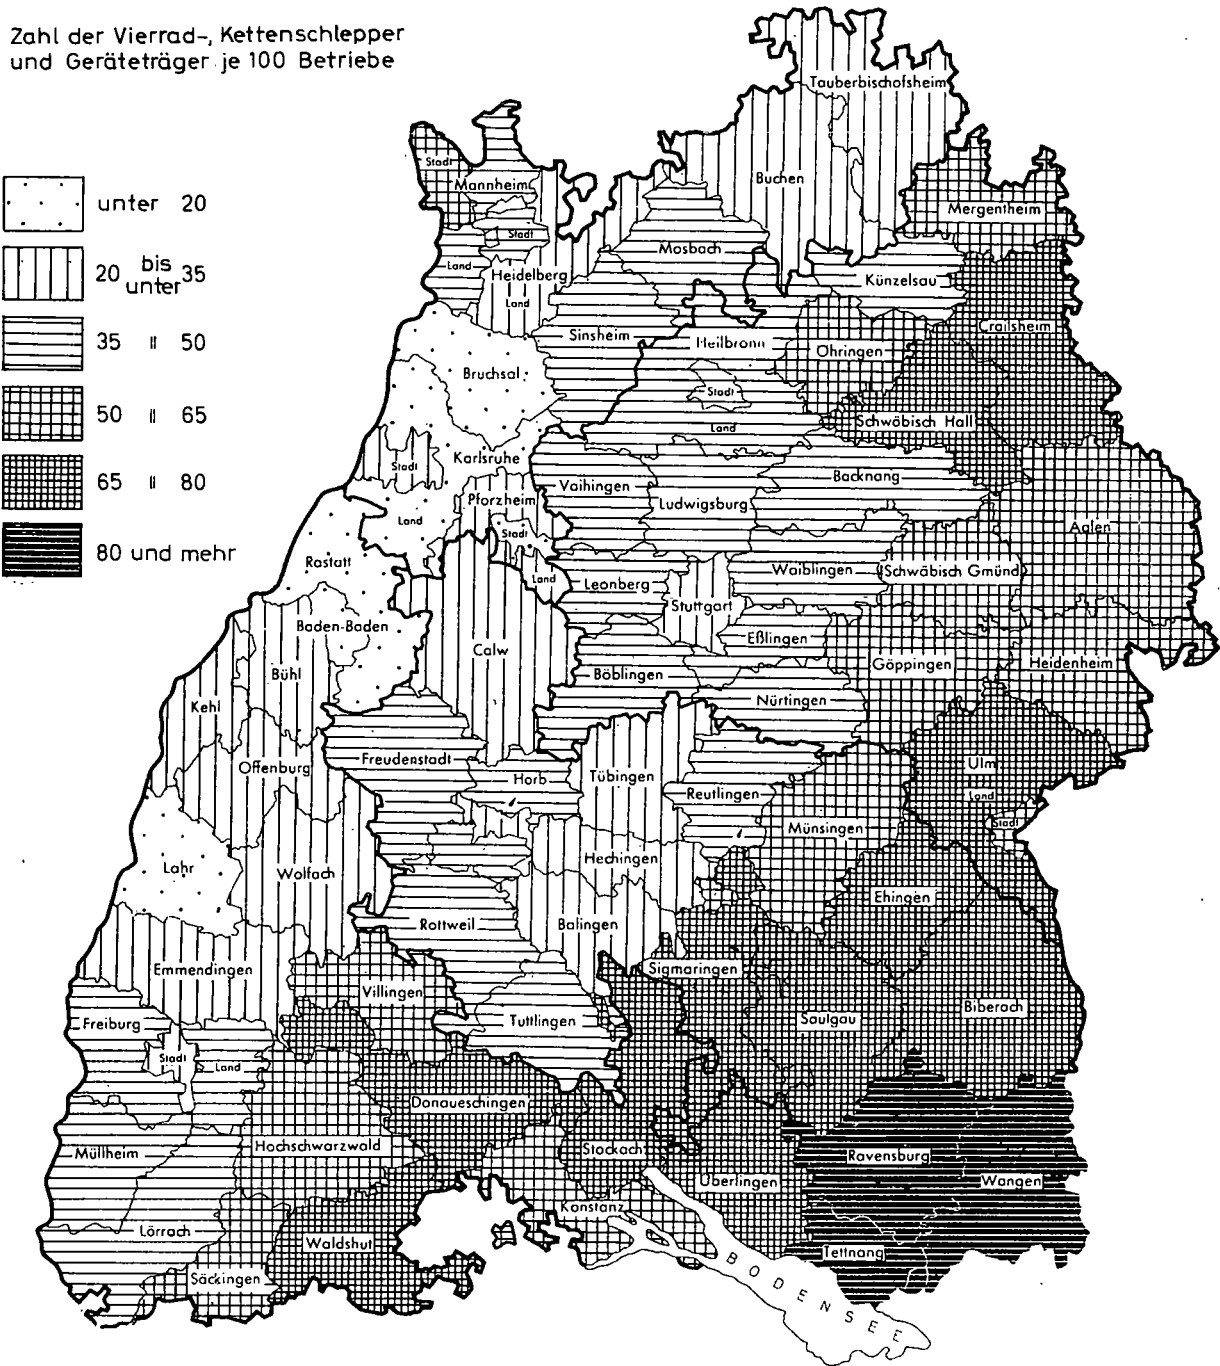 Zahl der Vierrad-, Kettenschlepper
und Geräteträger je 100 Betriebe
unter 20
20 bis unter 35
35 " 50
50 " 65
65 " 80
80 und mehr
Tauberbischofsheim
Stadt
Mannheim
Buchen
Mergentheim
Stadt
Mosbach
Land
Heidelberg
Künzelsau
Land
Sinsheim
Heilbronn
Öhringen
Crailsheim
Bruchsal
Stadt
Schwäbisch Hall
Land
Karlsruhe
Stadt
Backnang
Vaihingen
Pforzheim
Ludwigsburg
Land
Stadt
Aalen
Rastatt
Waiblingen
Schwäbisch Gmünd
Land
Leonberg
Stuttgart
Baden-Baden
Eßlingen
Calw
Göppingen
Heidenheim
Bühl
Böblingen
Nürtingen
Kehl
Freudenstadt
Offenburg
Ulm
Horb
Tübingen
Reutlingen
Land
Stadt
Münsingen
Hechingen
Lahr
Wolfach
Ehingen
Rottweil
Balingen
Emmendingen
Sigmaringen
Villingen
Biberach
Freiburg
Tuttlingen
Saulgau
Stadt
Land
Donaueschingen
Müllheim
Hochschwarzwald
Stockach
Ravensburg
Wangen
Überlingen
Konstanz
Lörrach
Waldshut
Tettnang
Säckingen
BODENSEE